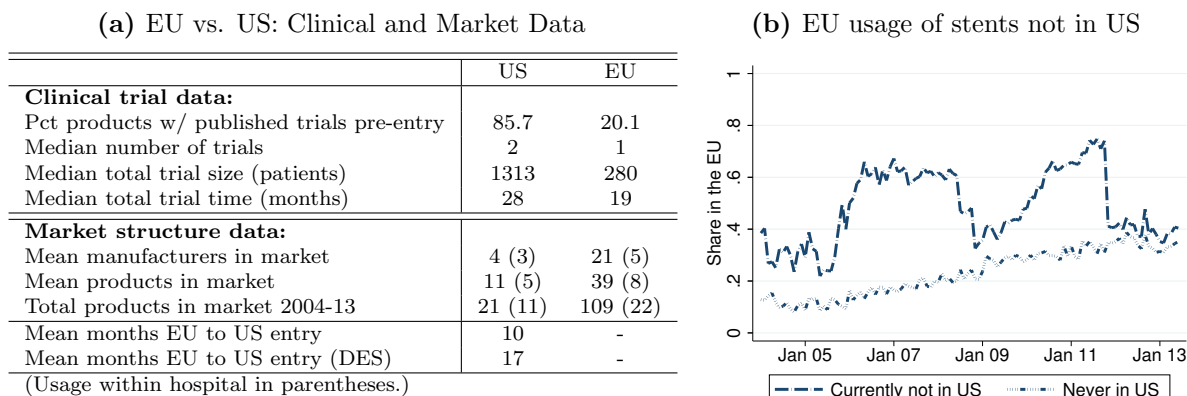 (a) EU vs. US: Clinical and Market Data
US EU
Clinical trial data:
Pct products w/ published trials pre-entry 85.7 20.1
Median number of trials 2 1
Median total trial size (patients) 1313 280
Median total trial time (months) 28 19
Market structure data:
Mean manufacturers in market 4 (3) 21 (5)
Mean products in market 11 (5) 39 (8)
Total products in market 2004-13 21 (11) 109 (22)
Mean months EU to US entry 10 -
Mean months EU to US entry (DES) 17 -
(Usage within hospital in parentheses.)
(b) EU usage of stents not in US
Share in the EU
1
.8
.6
.4
.2
0
Jan 05 Jan 07 Jan 09 Jan 11 Jan 13
Currently not in US Never in US